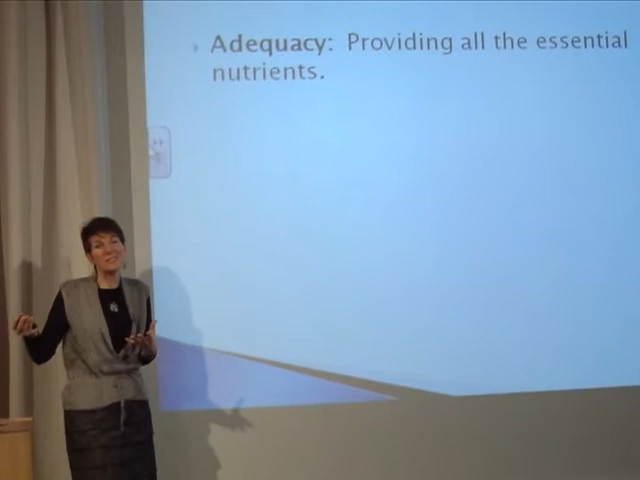 Adequacy: Providing all the essential
nutrients.